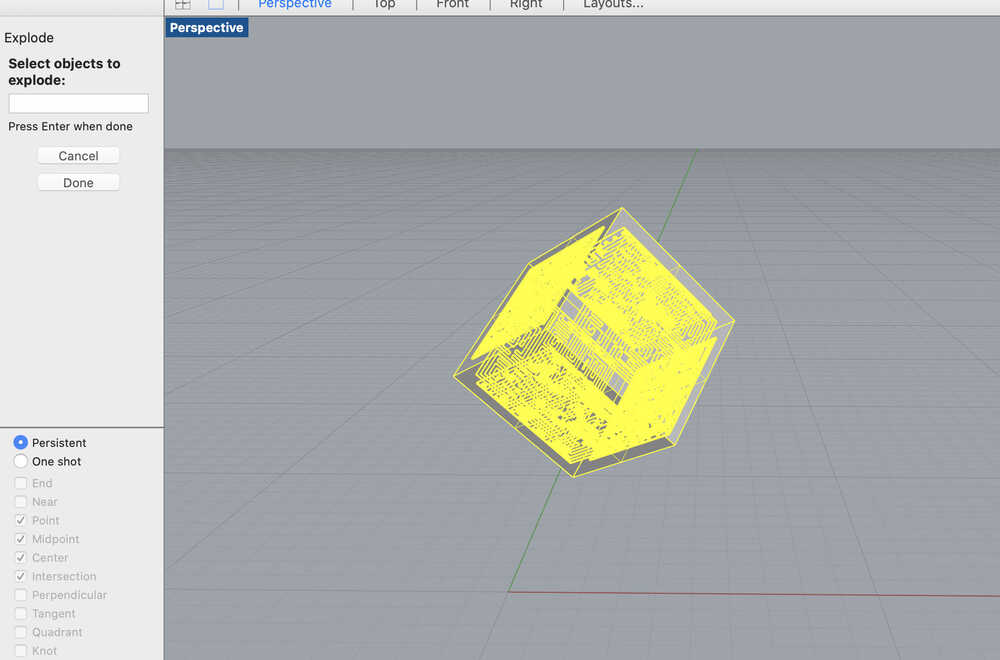 Perspective
Top
Front
Right
Layouts...
Perspective
Explode
Select objects to
explode:
Press Enter when done
Cancel
Done
Persistent
One shot
End
Near
Point
Midpoint
Center
Intersection
Perpendicular
Tangent
Quadrant
Knot